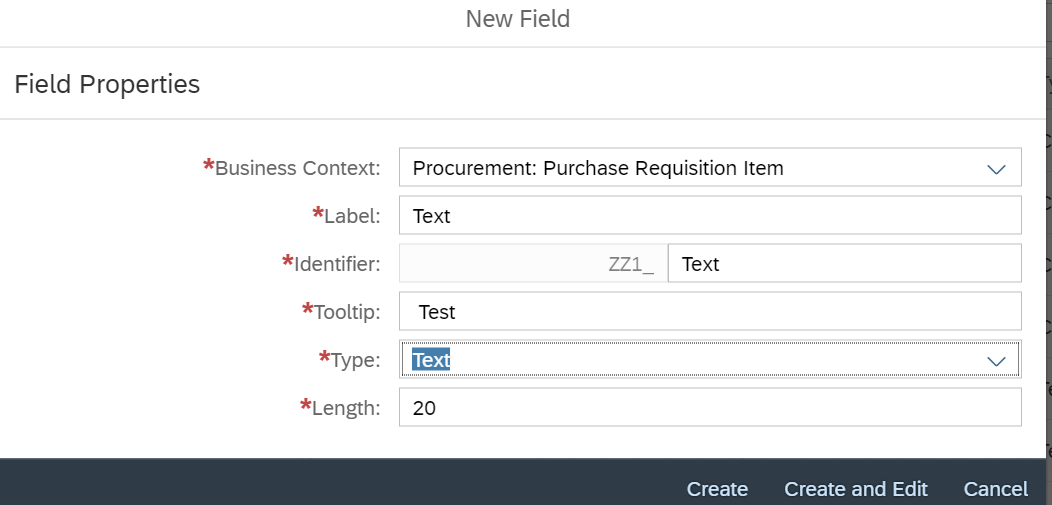 New Field
Field Properties
*Business Context: Procurement: Purchase Requisition Item
*Label: Text
*Identifier: ZZ1_ Text
*Tooltip: Test
*Type: Text
*Length: 20
Create Create and Edit Cancel